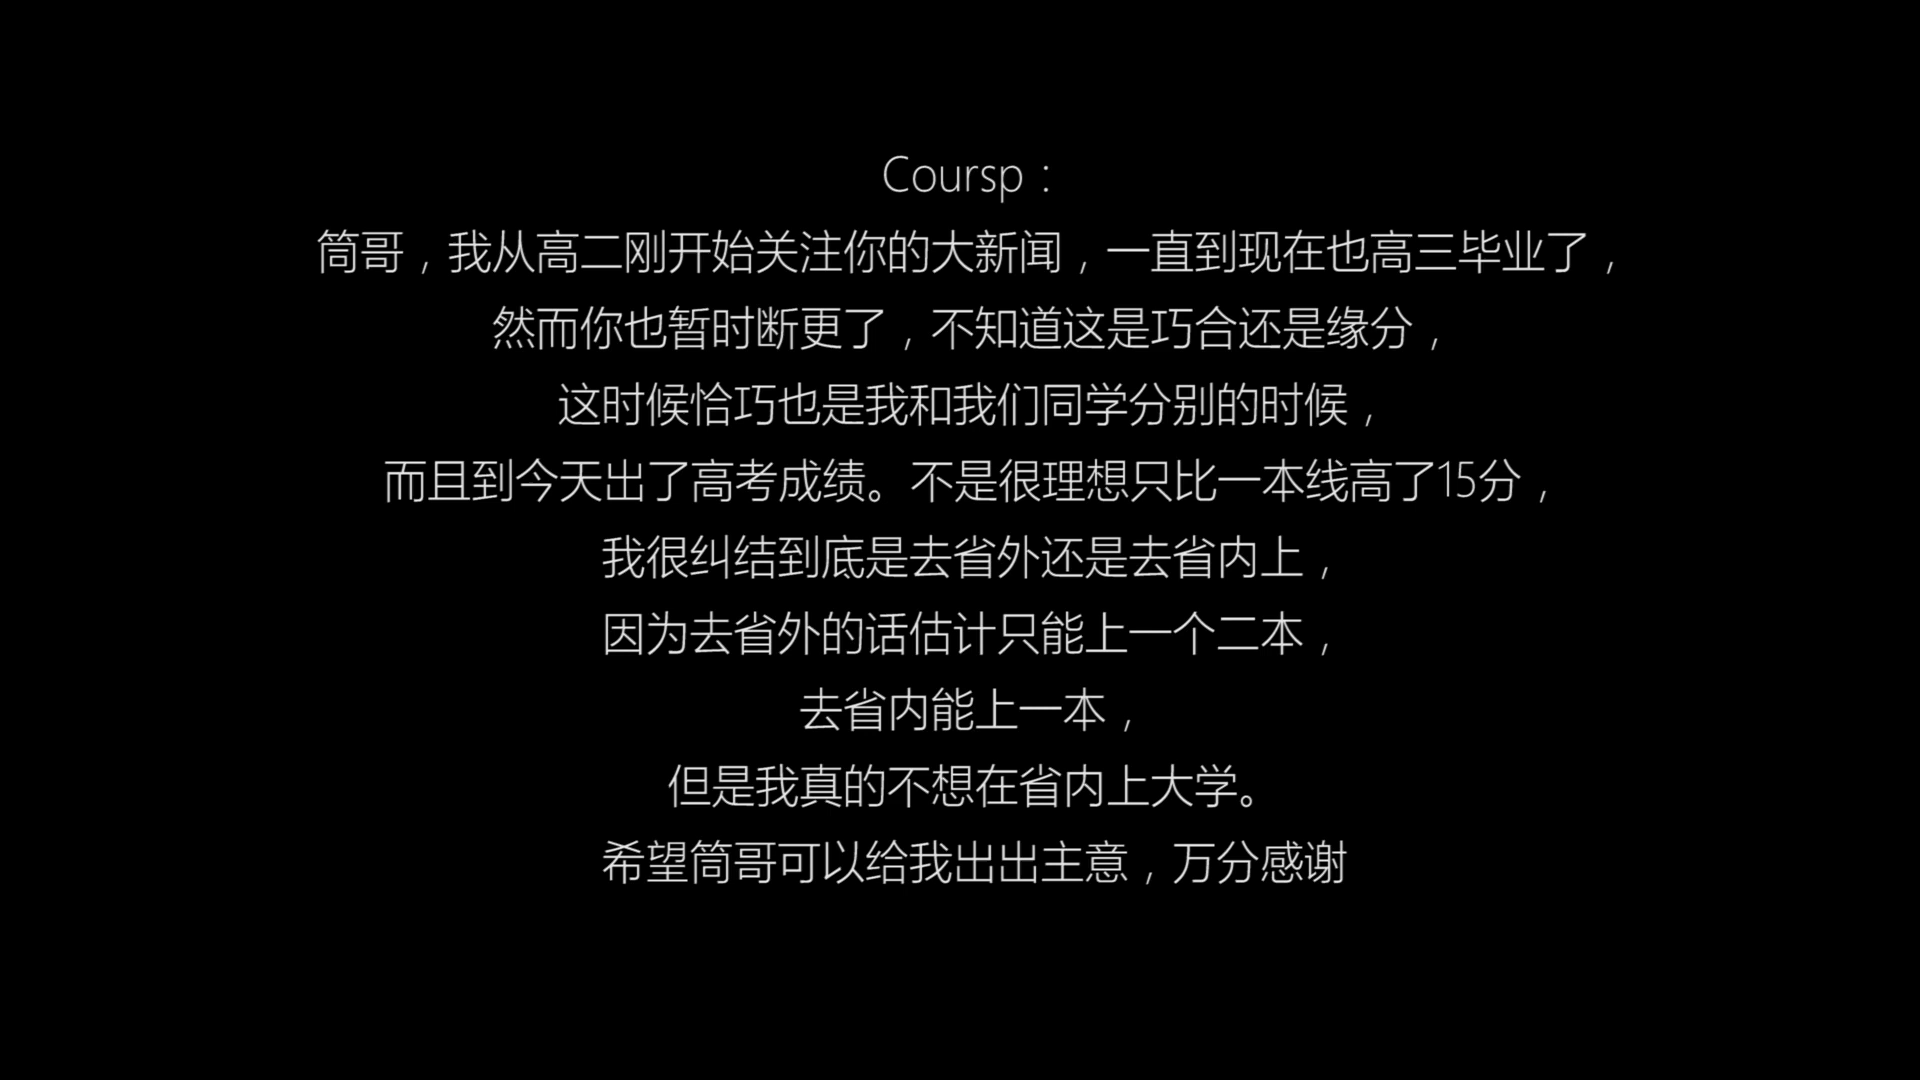 Coursp：
筒哥，我从高二刚开始关注你的大新闻，一直到现在也高三毕业了，
然而你也暂时断更了，不知道这是巧合还是缘分，
这时候恰巧也是我和我们同学分别的时候，
而且到今天出了高考成绩。不是很理想只比一本线高了15分，
我很纠结到底是去省外还是去省内上，
因为去省外的话估计只能上一个二本，
去省内能上一本，
但是我真的不想在省内上大学。
希望筒哥可以给我出出主意，万分感谢